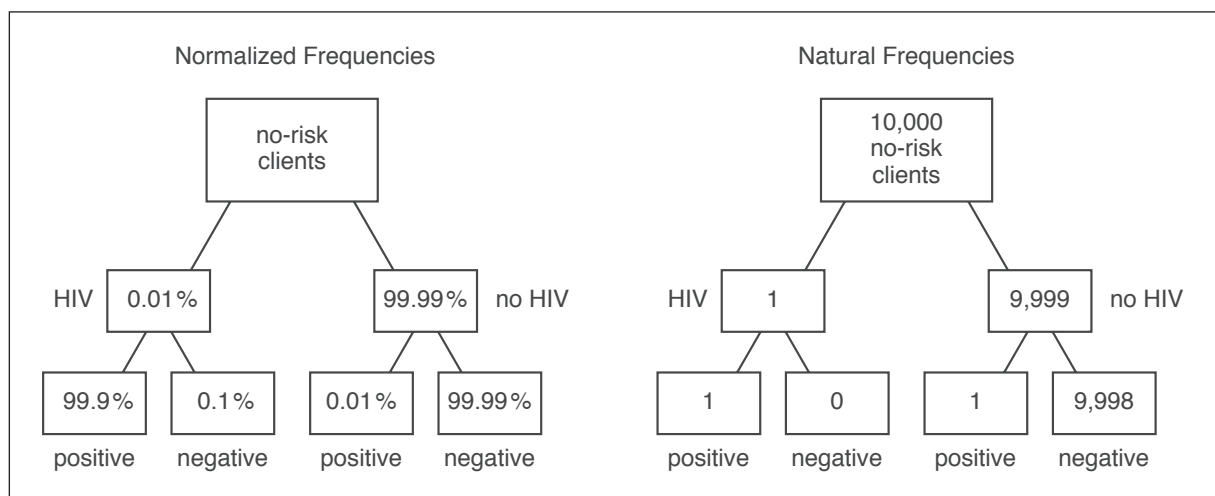 Normalized Frequencies
no-risk
clients
HIV
0.01%
99.99%
no HIV
99.9%
0.1%
0.01%
99.99%
positive
negative
positive
negative
Natural Frequencies
10,000
no-risk
clients
HIV
1
9,999
no HIV
1
0
1
9,998
positive
negative
positive
negative